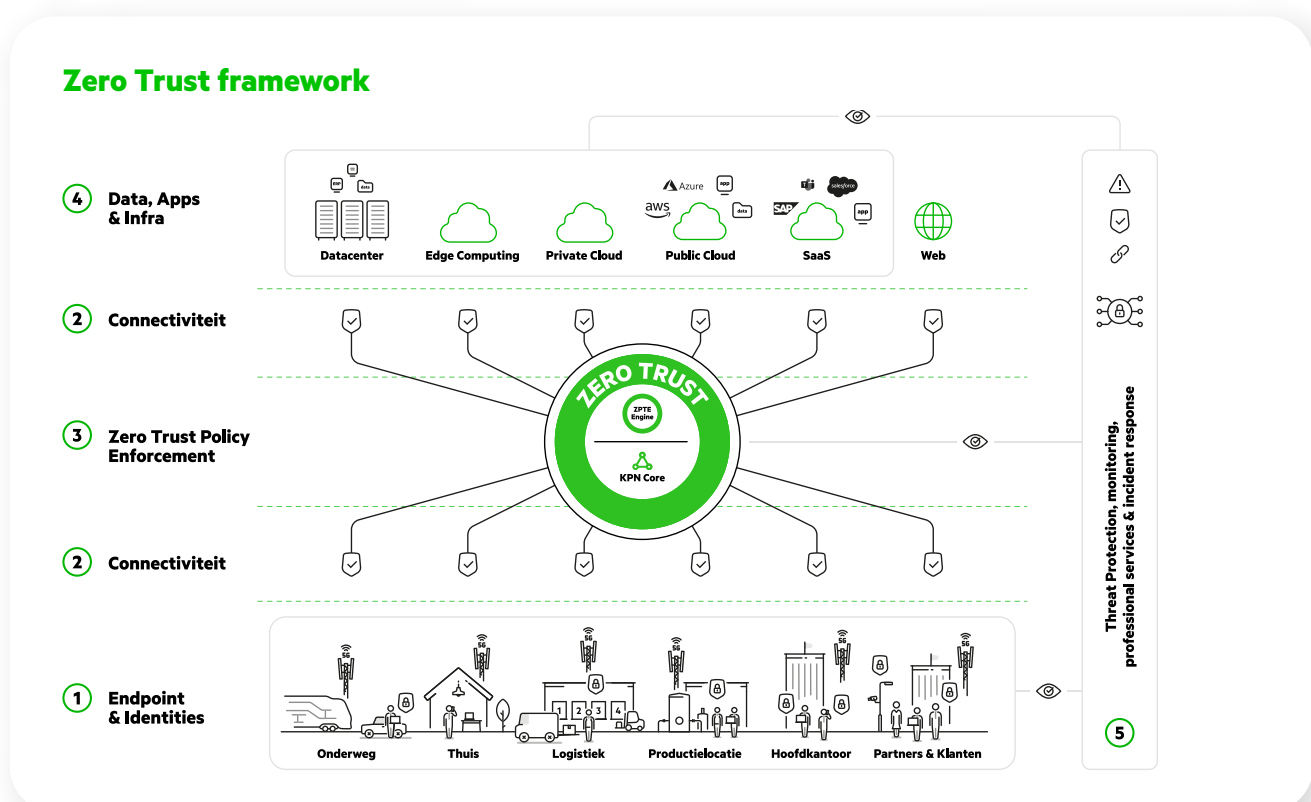 Zero Trust framework
4
Data, Apps
& Infra
ERP
data
Datacenter
Edge Computing
Private Cloud
Azure
app
aws
data
Public Cloud
salesforce
SAP
app
SaaS
Web
2
Connectiviteit
3
Zero Trust Policy
Enforcement
ZERO TRUST
ZPTE
Engine
KPN Core
2
Connectiviteit
1
Endpoint
& Identities
5G
5G
5G
5G
5G
5G
1 2 3 4
Onderweg
Thuis
Logistiek
Productielocatie
Hoofdkantoor
Partners & Klanten
Threat Protection, monitoring,
professional services & incident response
5